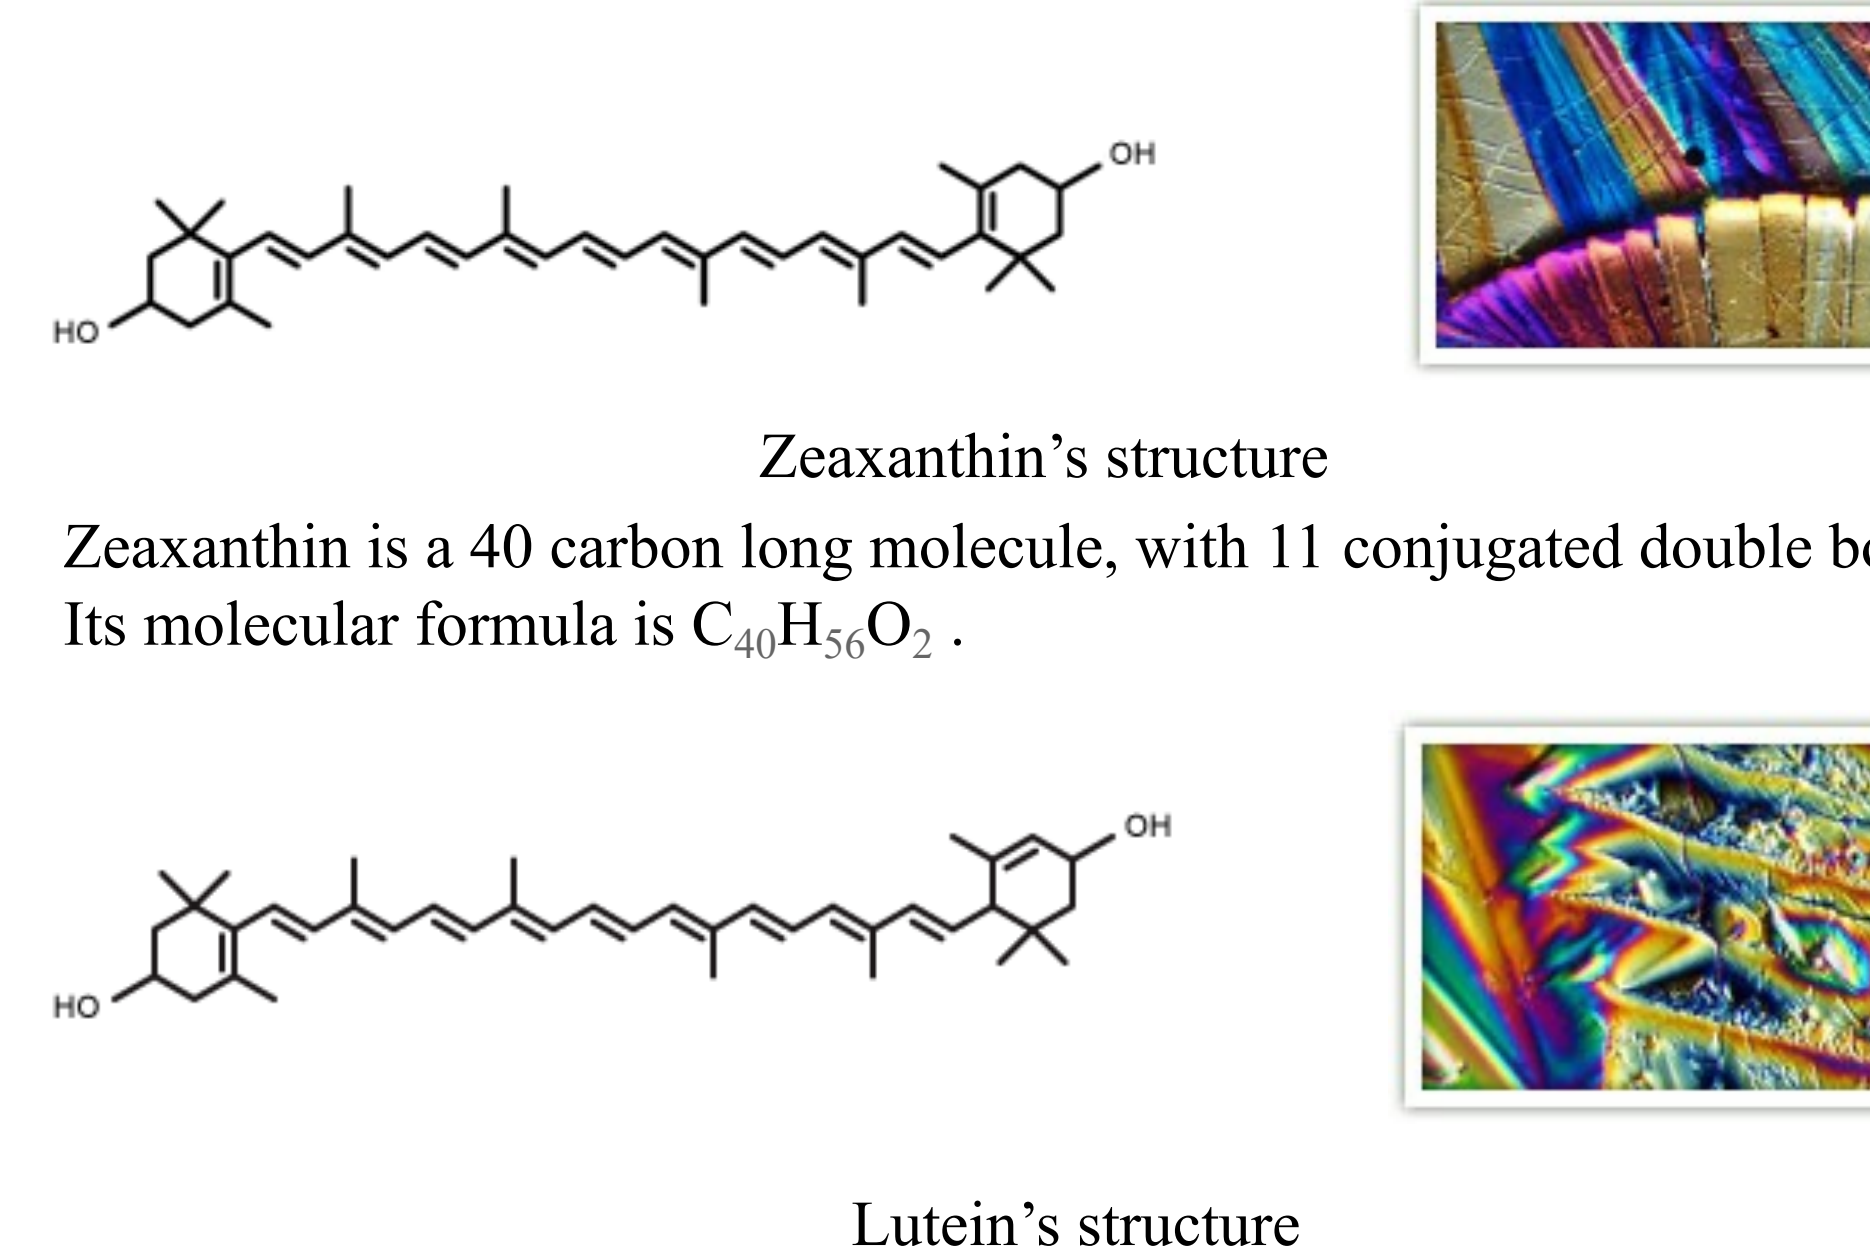 OH
HO
Zeaxanthin’s structure
Zeaxanthin is a 40 carbon long molecule, with 11 conjugated double
Its molecular formula is C₄₀H₅₆O₂ .
OH
HO
Lutein’s structure